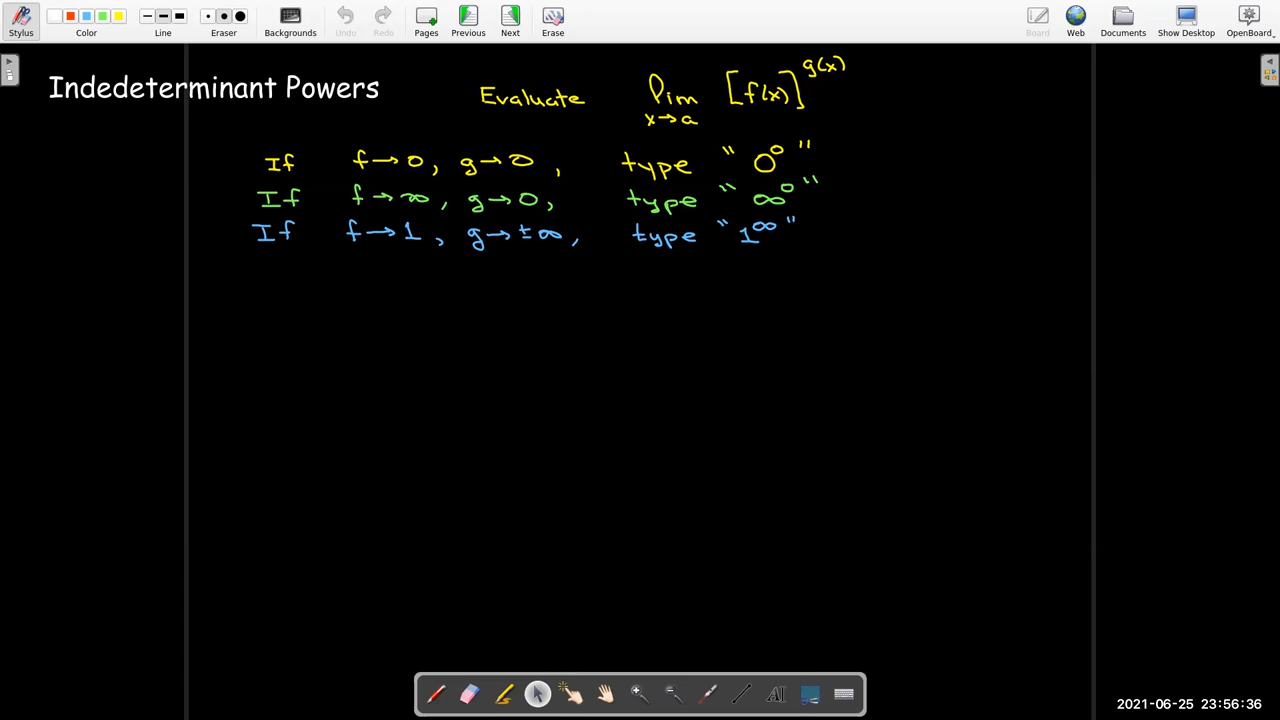 Stylus Color Line Eraser Backgrounds Undo Redo Pages Previous Next Erase Board Web Documents Show Desktop OpenBoard
Indedeterminant Powers Evaluate lim x→a [f(x)]^g(x)
If f→0, g→0, type "0^0"
If f→∞, g→0, type "∞^0"
If f→1, g→±∞, type "1^∞"
2021-06-25 23:56:36